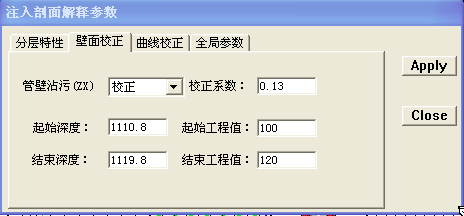 注入剖面解释参数
分层特性 壁面校正 曲线校正 全局参数
管壁沾污(ZX) 校正 校正系数： 0.13 Apply
起始深度： 1110.8 起始工程值： 100 Close
结束深度： 1119.8 结束工程值： 120